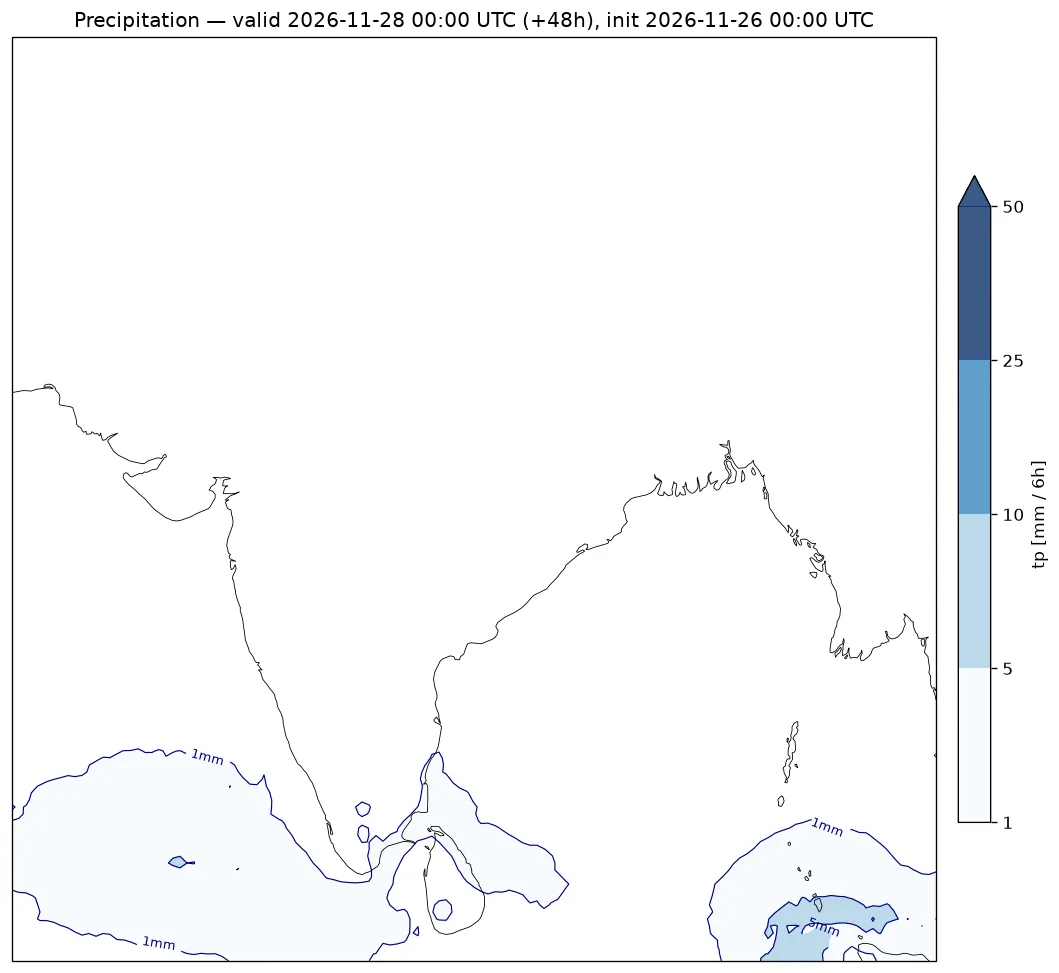 Precipitation — valid 2026-11-28 00:00 UTC (+48h), init 2026-11-26 00:00 UTC
50
25
10
5
1
tp [mm / 6h]
1mm
1mm
1mm
5mm